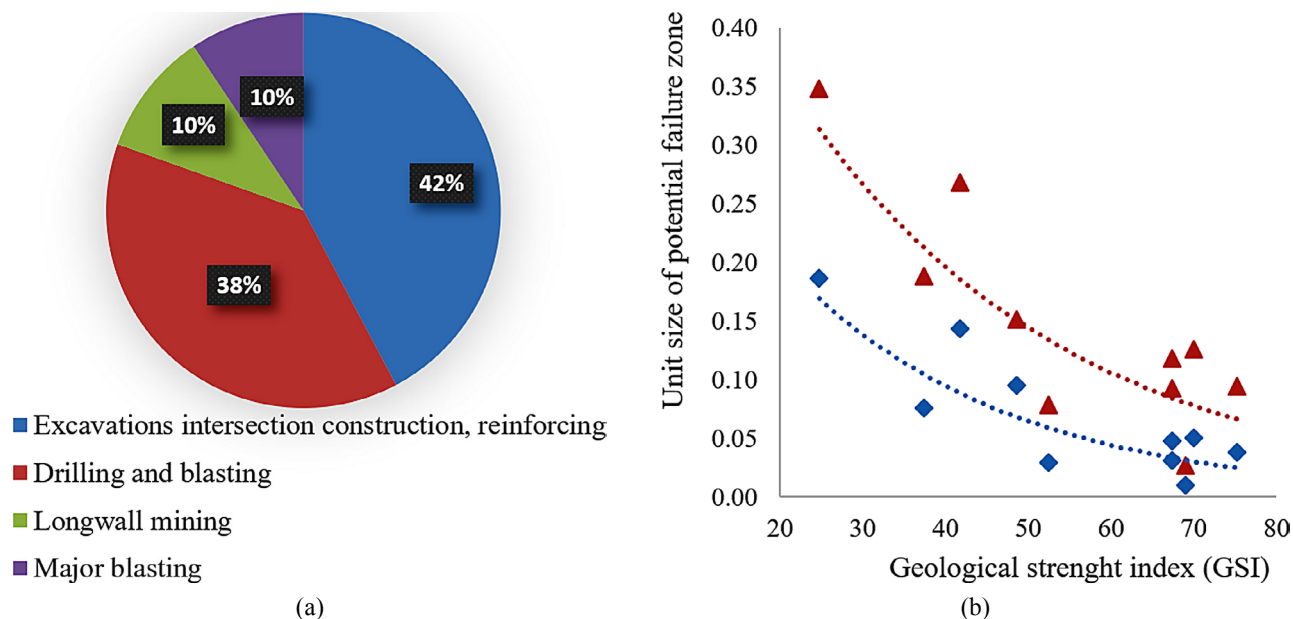 10%
10%
42%
38%
Excavations intersection construction, reinforcing
Drilling and blasting
Longwall mining
Major blasting
(a)
Unit size of potential failure zone
0.40
0.35
0.30
0.25
0.20
0.15
0.10
0.05
0.00
20 30 40 50 60 70 80
Geological strenght index (GSI)
(b)